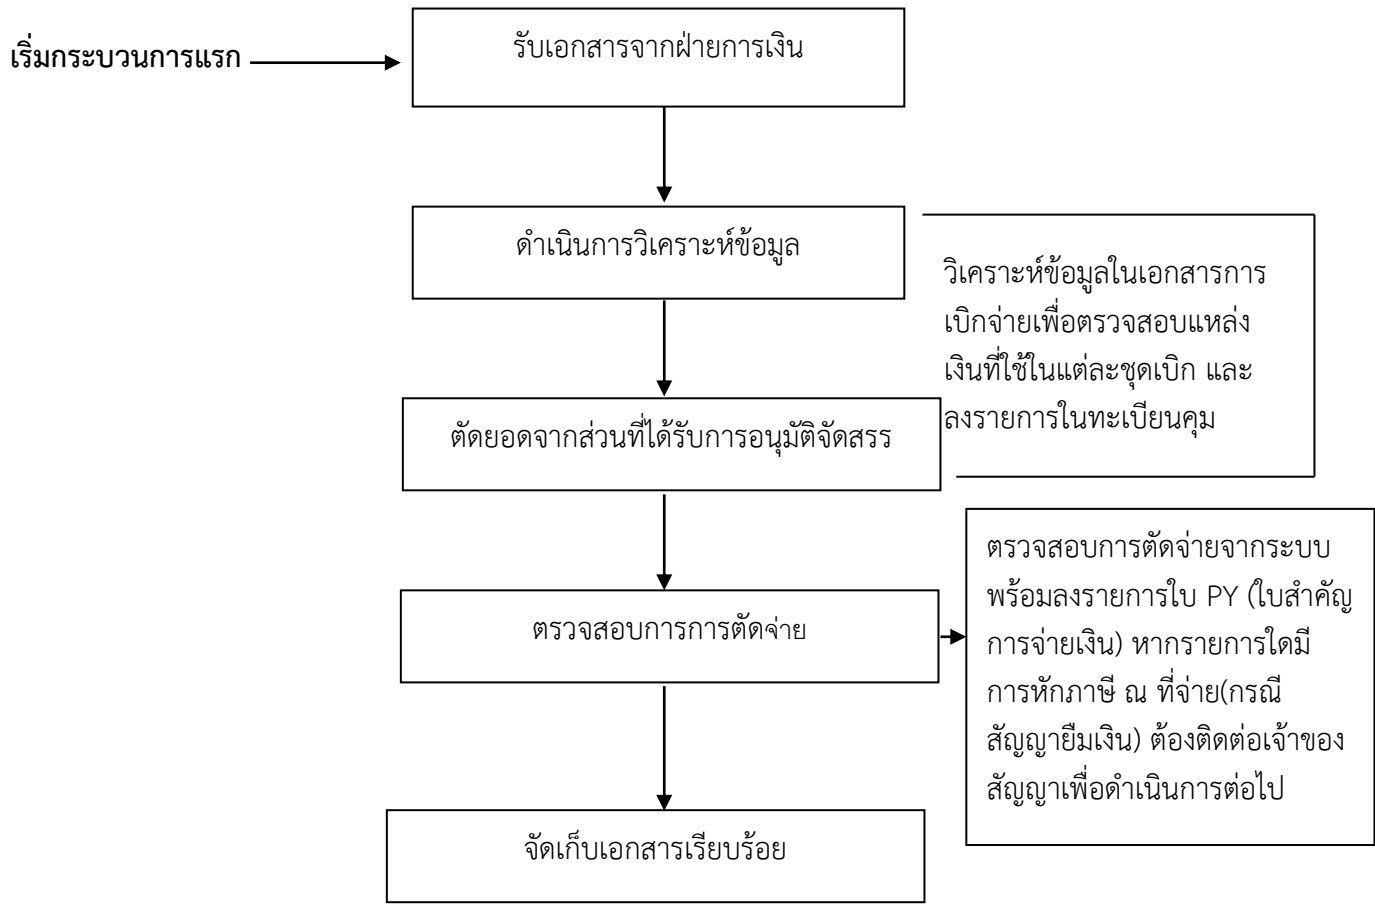 รับเอกสารจากฝ่ายการเงิน
เริ่มกระบวนการแรก
ดำเนินการวิเคราะห์ข้อมูล
วิเคราะห์ข้อมูลในเอกสารการ
เบิกจ่ายเพื่อตรวจสอบแหล่ง
เงินที่ใช้ในแต่ละชุดเบิก และ
ลงรายการในทะเบียนคุม
ตัดยอดจากส่วนที่ได้รับการอนุมัติจัดสรร
ตรวจสอบการการตัดจ่าย
ตรวจสอบการตัดจ่ายจากระบบ
พร้อมลงรายการใบ PY (ใบสำคัญ
การจ่ายเงิน) หากรายการใดมี
การหักภาษี ณ ที่จ่าย(กรณี
สัญญายืมเงิน) ต้องติดต่อเจ้าของ
สัญญาเพื่อดำเนินการต่อไป
จัดเก็บเอกสารเรียบร้อย